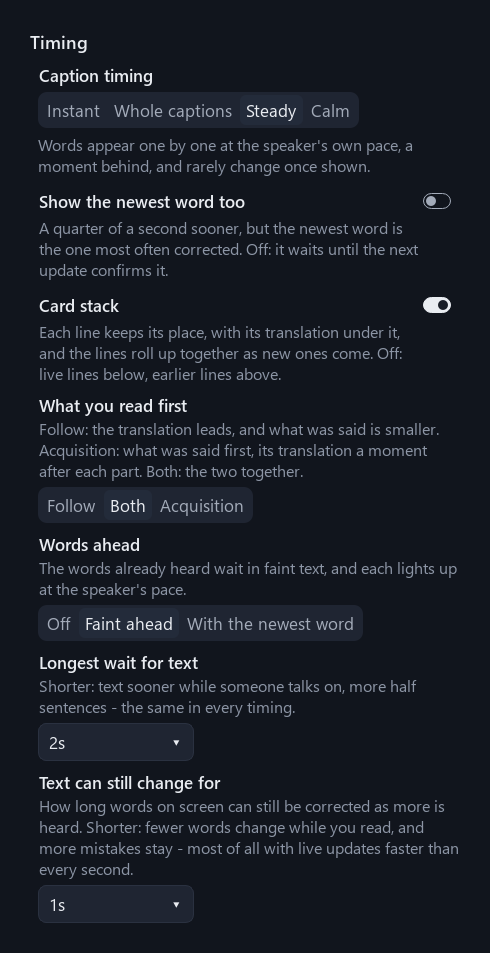 Timing
Caption timing
Instant Whole captions Steady Calm
Words appear one by one at the speaker's own pace, a
moment behind, and rarely change once shown.
Show the newest word too
A quarter of a second sooner, but the newest word is
the one most often corrected. Off: it waits until the next
update confirms it.
Card stack
Each line keeps its place, with its translation under it,
and the lines roll up together as new ones come. Off:
live lines below, earlier lines above.
What you read first
Follow: the translation leads, and what was said is smaller.
Acquisition: what was said first, its translation a moment
after each part. Both: the two together.
Follow Both Acquisition
Words ahead
The words already heard wait in faint text, and each lights up
at the speaker's pace.
Off Faint ahead With the newest word
Longest wait for text
Shorter: text sooner while someone talks on, more half
sentences - the same in every timing.
2s
Text can still change for
How long words on screen can still be corrected as more is
heard. Shorter: fewer words change while you read, and
more mistakes stay - most of all with live updates faster than
every second.
1s